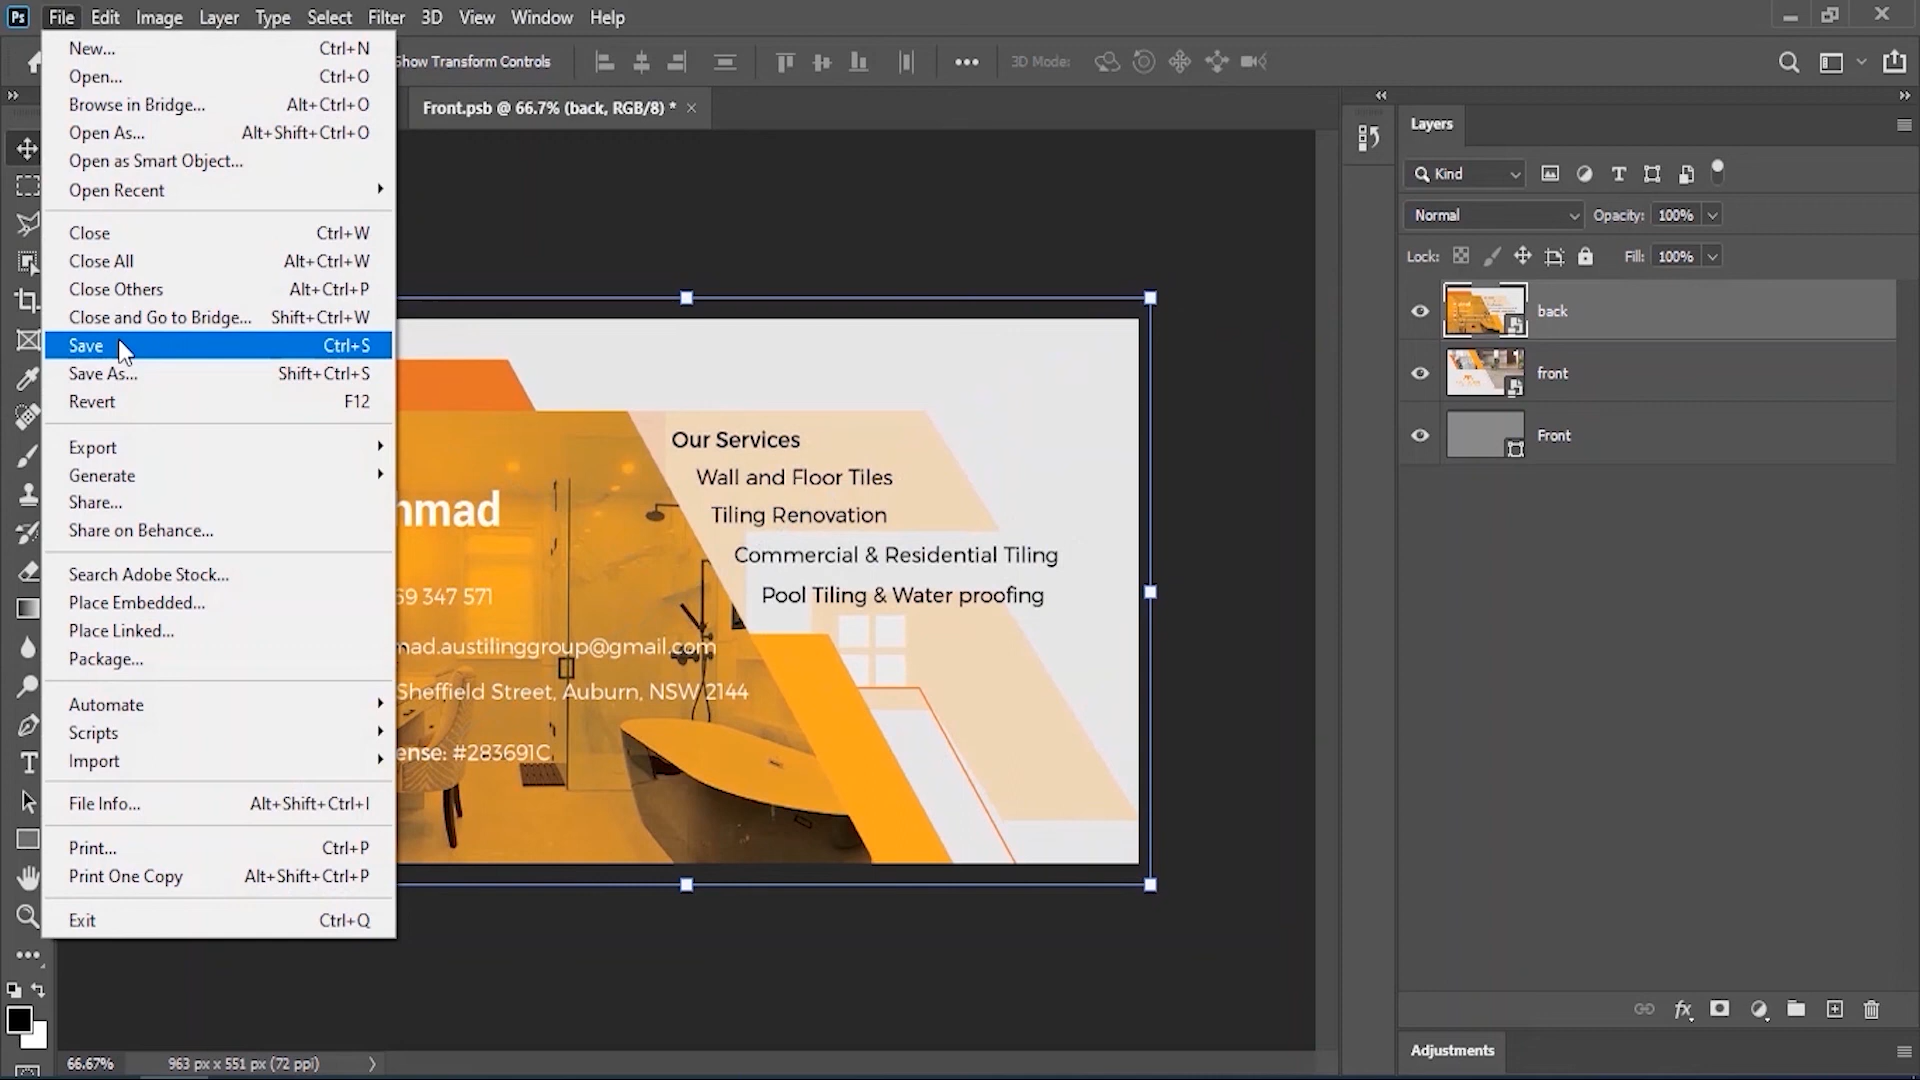 Ps File Edit Image Layer Type Select Filter 3D View Window Help
Show Transform Controls 3D Mode:
Front.psb @ 66.7% (back, RGB/8) * ×
New... Ctrl+N
Open... Ctrl+O
Browse in Bridge... Alt+Ctrl+O
Open As... Alt+Shift+Ctrl+O
Open as Smart Object...
Open Recent
Close Ctrl+W
Close All Alt+Ctrl+W
Close Others Alt+Ctrl+P
Close and Go to Bridge... Shift+Ctrl+W
Save Ctrl+S
Save As... Shift+Ctrl+S
Revert F12
Export
Generate
Share...
Share on Behance...
Search Adobe Stock...
Place Embedded...
Place Linked...
Package...
Automate
Scripts
Import
File Info... Alt+Shift+Ctrl+I
Print... Ctrl+P
Print One Copy Alt+Shift+Ctrl+P
Exit Ctrl+Q
Our Services
Wall and Floor Tiles
Tiling Renovation
Commercial & Residential Tiling
Pool Tiling & Water proofing
hmad
69 347 571
mad.austilinggroup@gmail.com
Sheffield Street, Auburn, NSW 2144
ense: #283691C
Layers
Kind
Normal Opacity: 100%
Lock: Fill: 100%
back
front
Front
Adjustments
66.67% 963 px x 551 px (72 ppi)